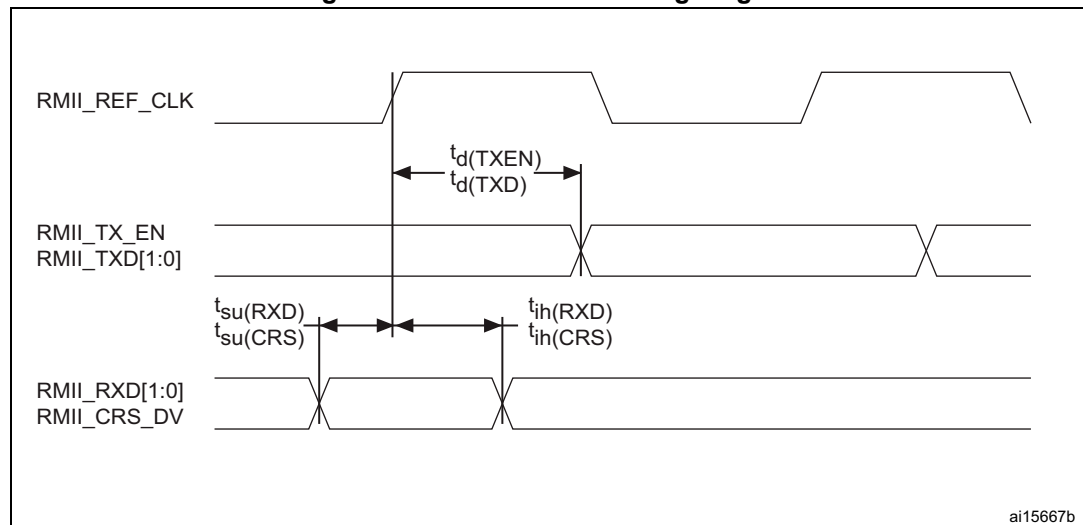 RMII_REF_CLK
td(TXEN)
td(TXD)
RMII_TX_EN
RMII_TXD[1:0]
tsu(RXD)
tsu(CRS)
tih(RXD)
tih(CRS)
RMII_RXD[1:0]
RMII_CRS_DV
ai15667b